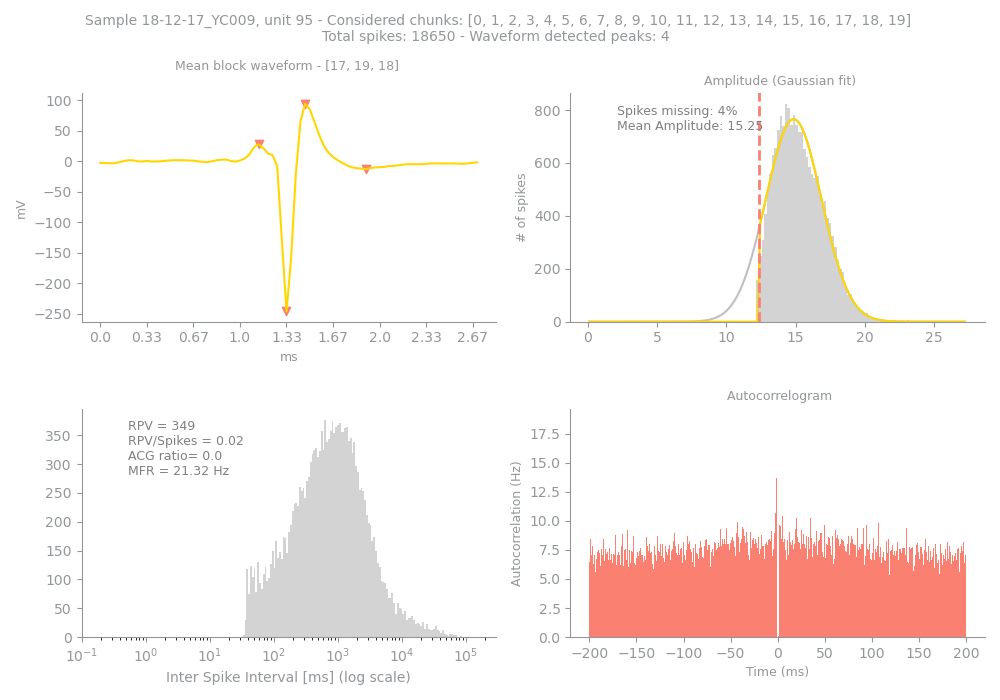 Sample 18-12-17_YC009, unit 95 - Considered chunks: [0, 1, 2, 3, 4, 5, 6, 7, 8, 9, 10, 11, 12, 13, 14, 15, 16, 17, 18, 19]
Total spikes: 18650 - Waveform detected peaks: 4
Mean block waveform - [17, 19, 18]
100
50
0
−50
−100
−150
−200
−250
mV
0.0 0.33 0.67 1.0 1.33 1.67 2.0 2.33 2.67
ms
Amplitude (Gaussian fit)
Spikes missing: 4%
Mean Amplitude: 15.25
800
600
400
200
0
# of spikes
0 5 10 15 20 25
RPV = 349
RPV/Spikes = 0.02
ACG ratio= 0.0
MFR = 21.32 Hz
350
300
250
200
150
100
50
0
10⁻¹ 10⁰ 10¹ 10² 10³ 10⁴ 10⁵
Inter Spike Interval [ms] (log scale)
Autocorrelogram
17.5
15.0
12.5
10.0
7.5
5.0
2.5
0.0
Autocorrelation (Hz)
−200 −150 −100 −50 0 50 100 150 200
Time (ms)